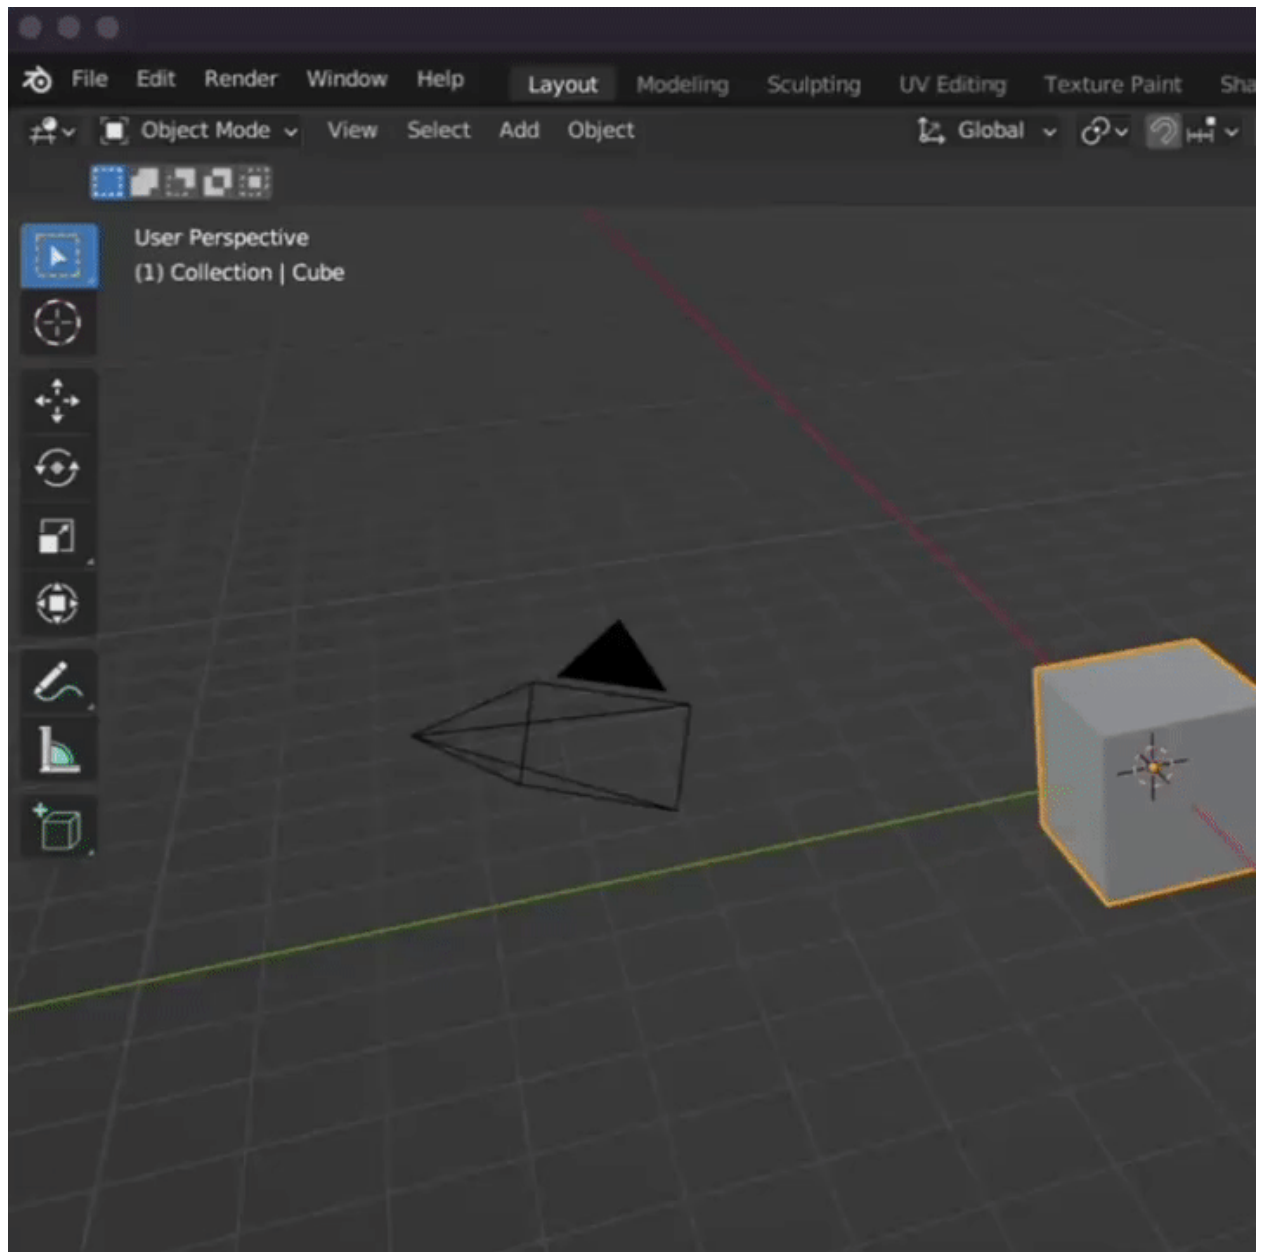 File Edit Render Window Help Layout Modeling Sculpting UV Editing Texture Paint Sha
Object Mode View Select Add Object Global
User Perspective
(1) Collection | Cube